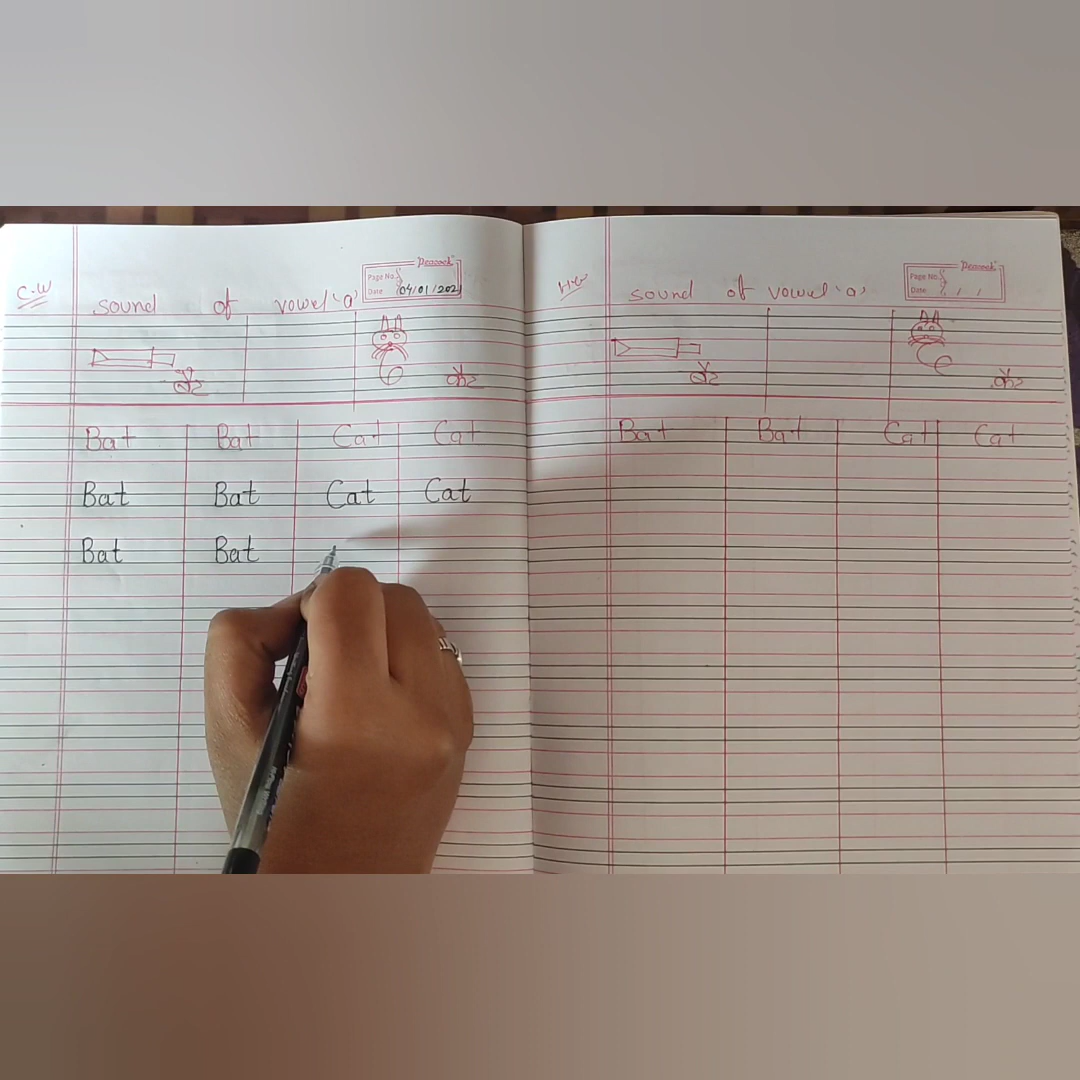 Peacock
Page No.
C.W
Date 04/01/2021
sound of vowel 'a'
Bat Bat Cat Cat
Bat Bat Cat Cat
Bat Bat
Peacock
Page No.
H.W
Date / /
sound of vowel 'a'
Bat Bat Cat Cat